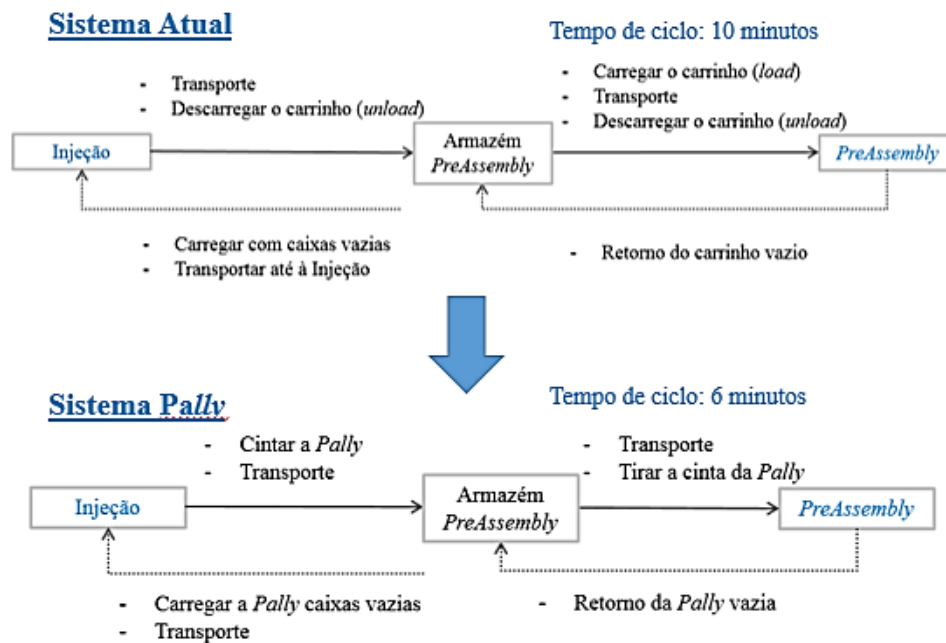 Sistema Atual
Tempo de ciclo: 10 minutos
- Transporte
- Descarregar o carrinho (unload)
- Carregar o carrinho (load)
- Transporte
- Descarregar o carrinho (unload)
Injeção
Armazém
PreAssembly
PreAssembly
- Carregar com caixas vazias
- Transportar até à Injeção
- Retorno do carrinho vazio
Sistema Pally
Tempo de ciclo: 6 minutos
- Cintar a Pally
- Transporte
- Transporte
- Tirar a cinta da Pally
Injeção
Armazém
PreAssembly
PreAssembly
- Carregar a Pally caixas vazias
- Transporte
- Retorno da Pally vazia